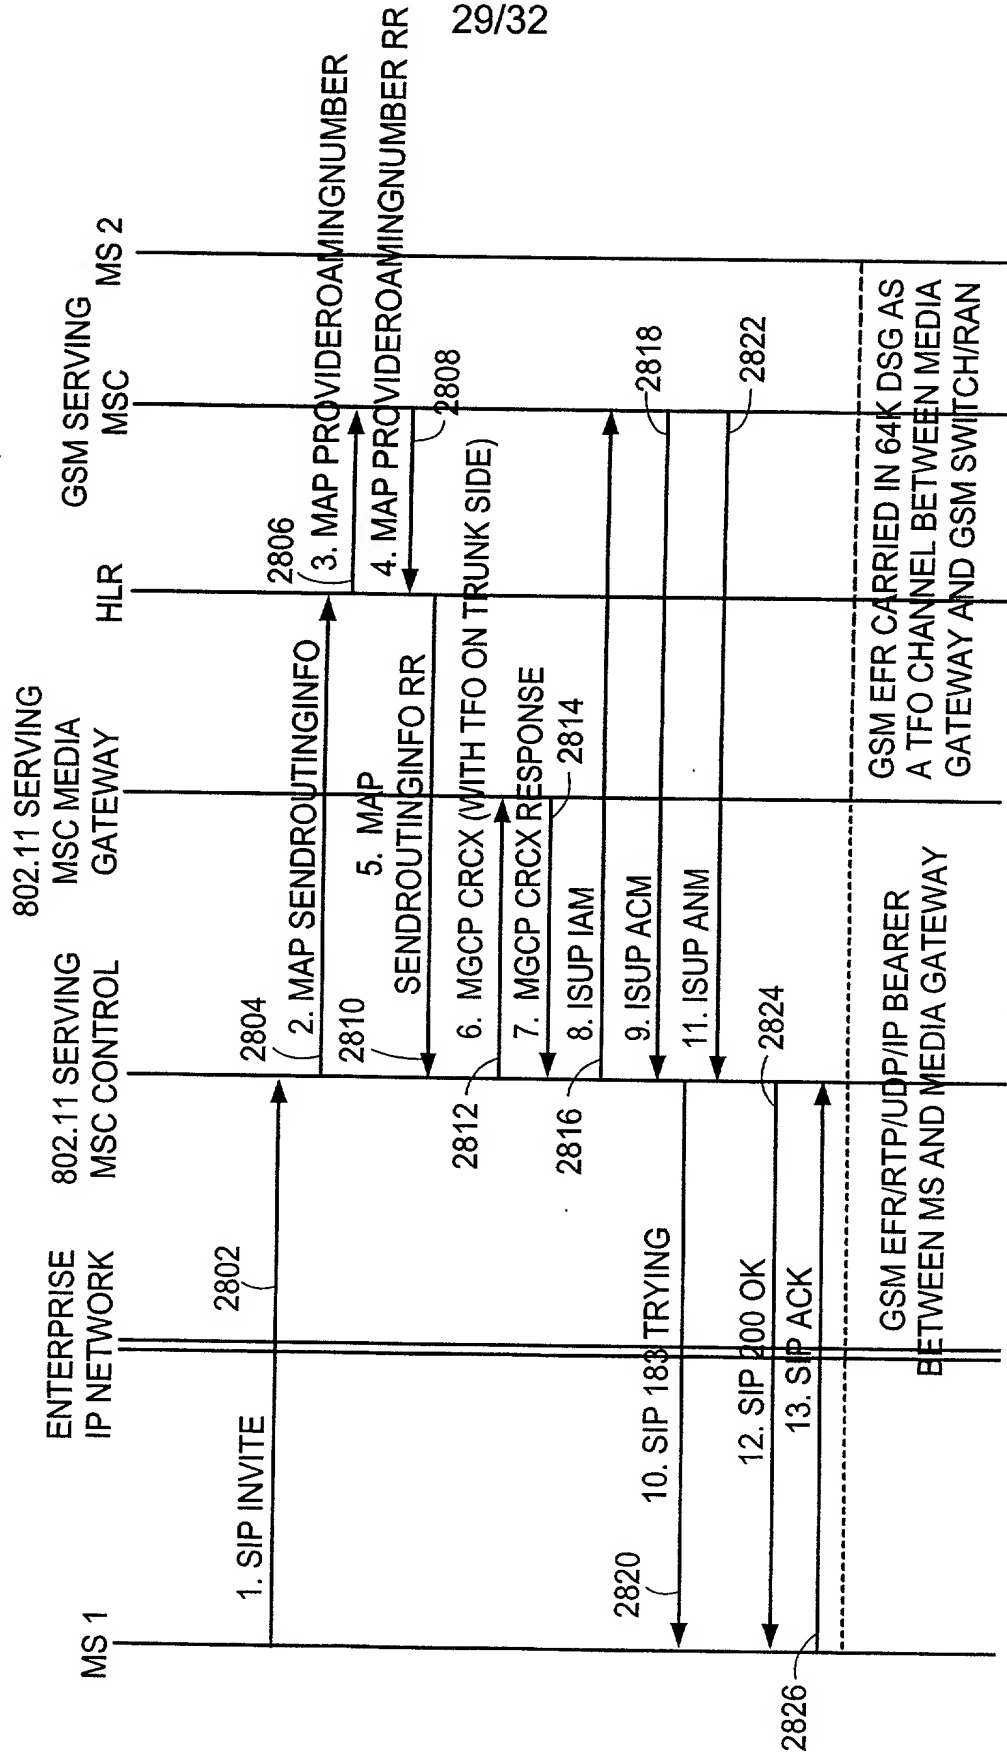 29/32
MS 1
ENTERPRISE
IP NETWORK
802.11 SERVING
MSC CONTROL
802.11 SERVING
MSC MEDIA
GATEWAY
HLR
GSM SERVING
MSC
MS 2
1. SIP INVITE
2802
2804
2. MAP SENDROUTINGINFO
2806
3. MAP PROVIDEROAMINGNUMBER
4. MAP PROVIDEROAMINGNUMBER RR
2808
2810
5. MAP
SENDROUTINGINFO RR
6. MGCP CRCX (WITH TFO ON TRUNK SIDE)
2812
7. MGCP CRCX RESPONSE
2814
8. ISUP IAM
2816
9. ISUP ACM
2818
10. SIP 183 TRYING
2820
11. ISUP ANM
2822
12. SIP 200 OK
2824
13. SIP ACK
2826
GSM EFR/RTP/UDP/IP BEARER
BETWEEN MS AND MEDIA GATEWAY
GSM EFR CARRIED IN 64K DSG AS
A TFO CHANNEL BETWEEN MEDIA
GATEWAY AND GSM SWITCH/RAN